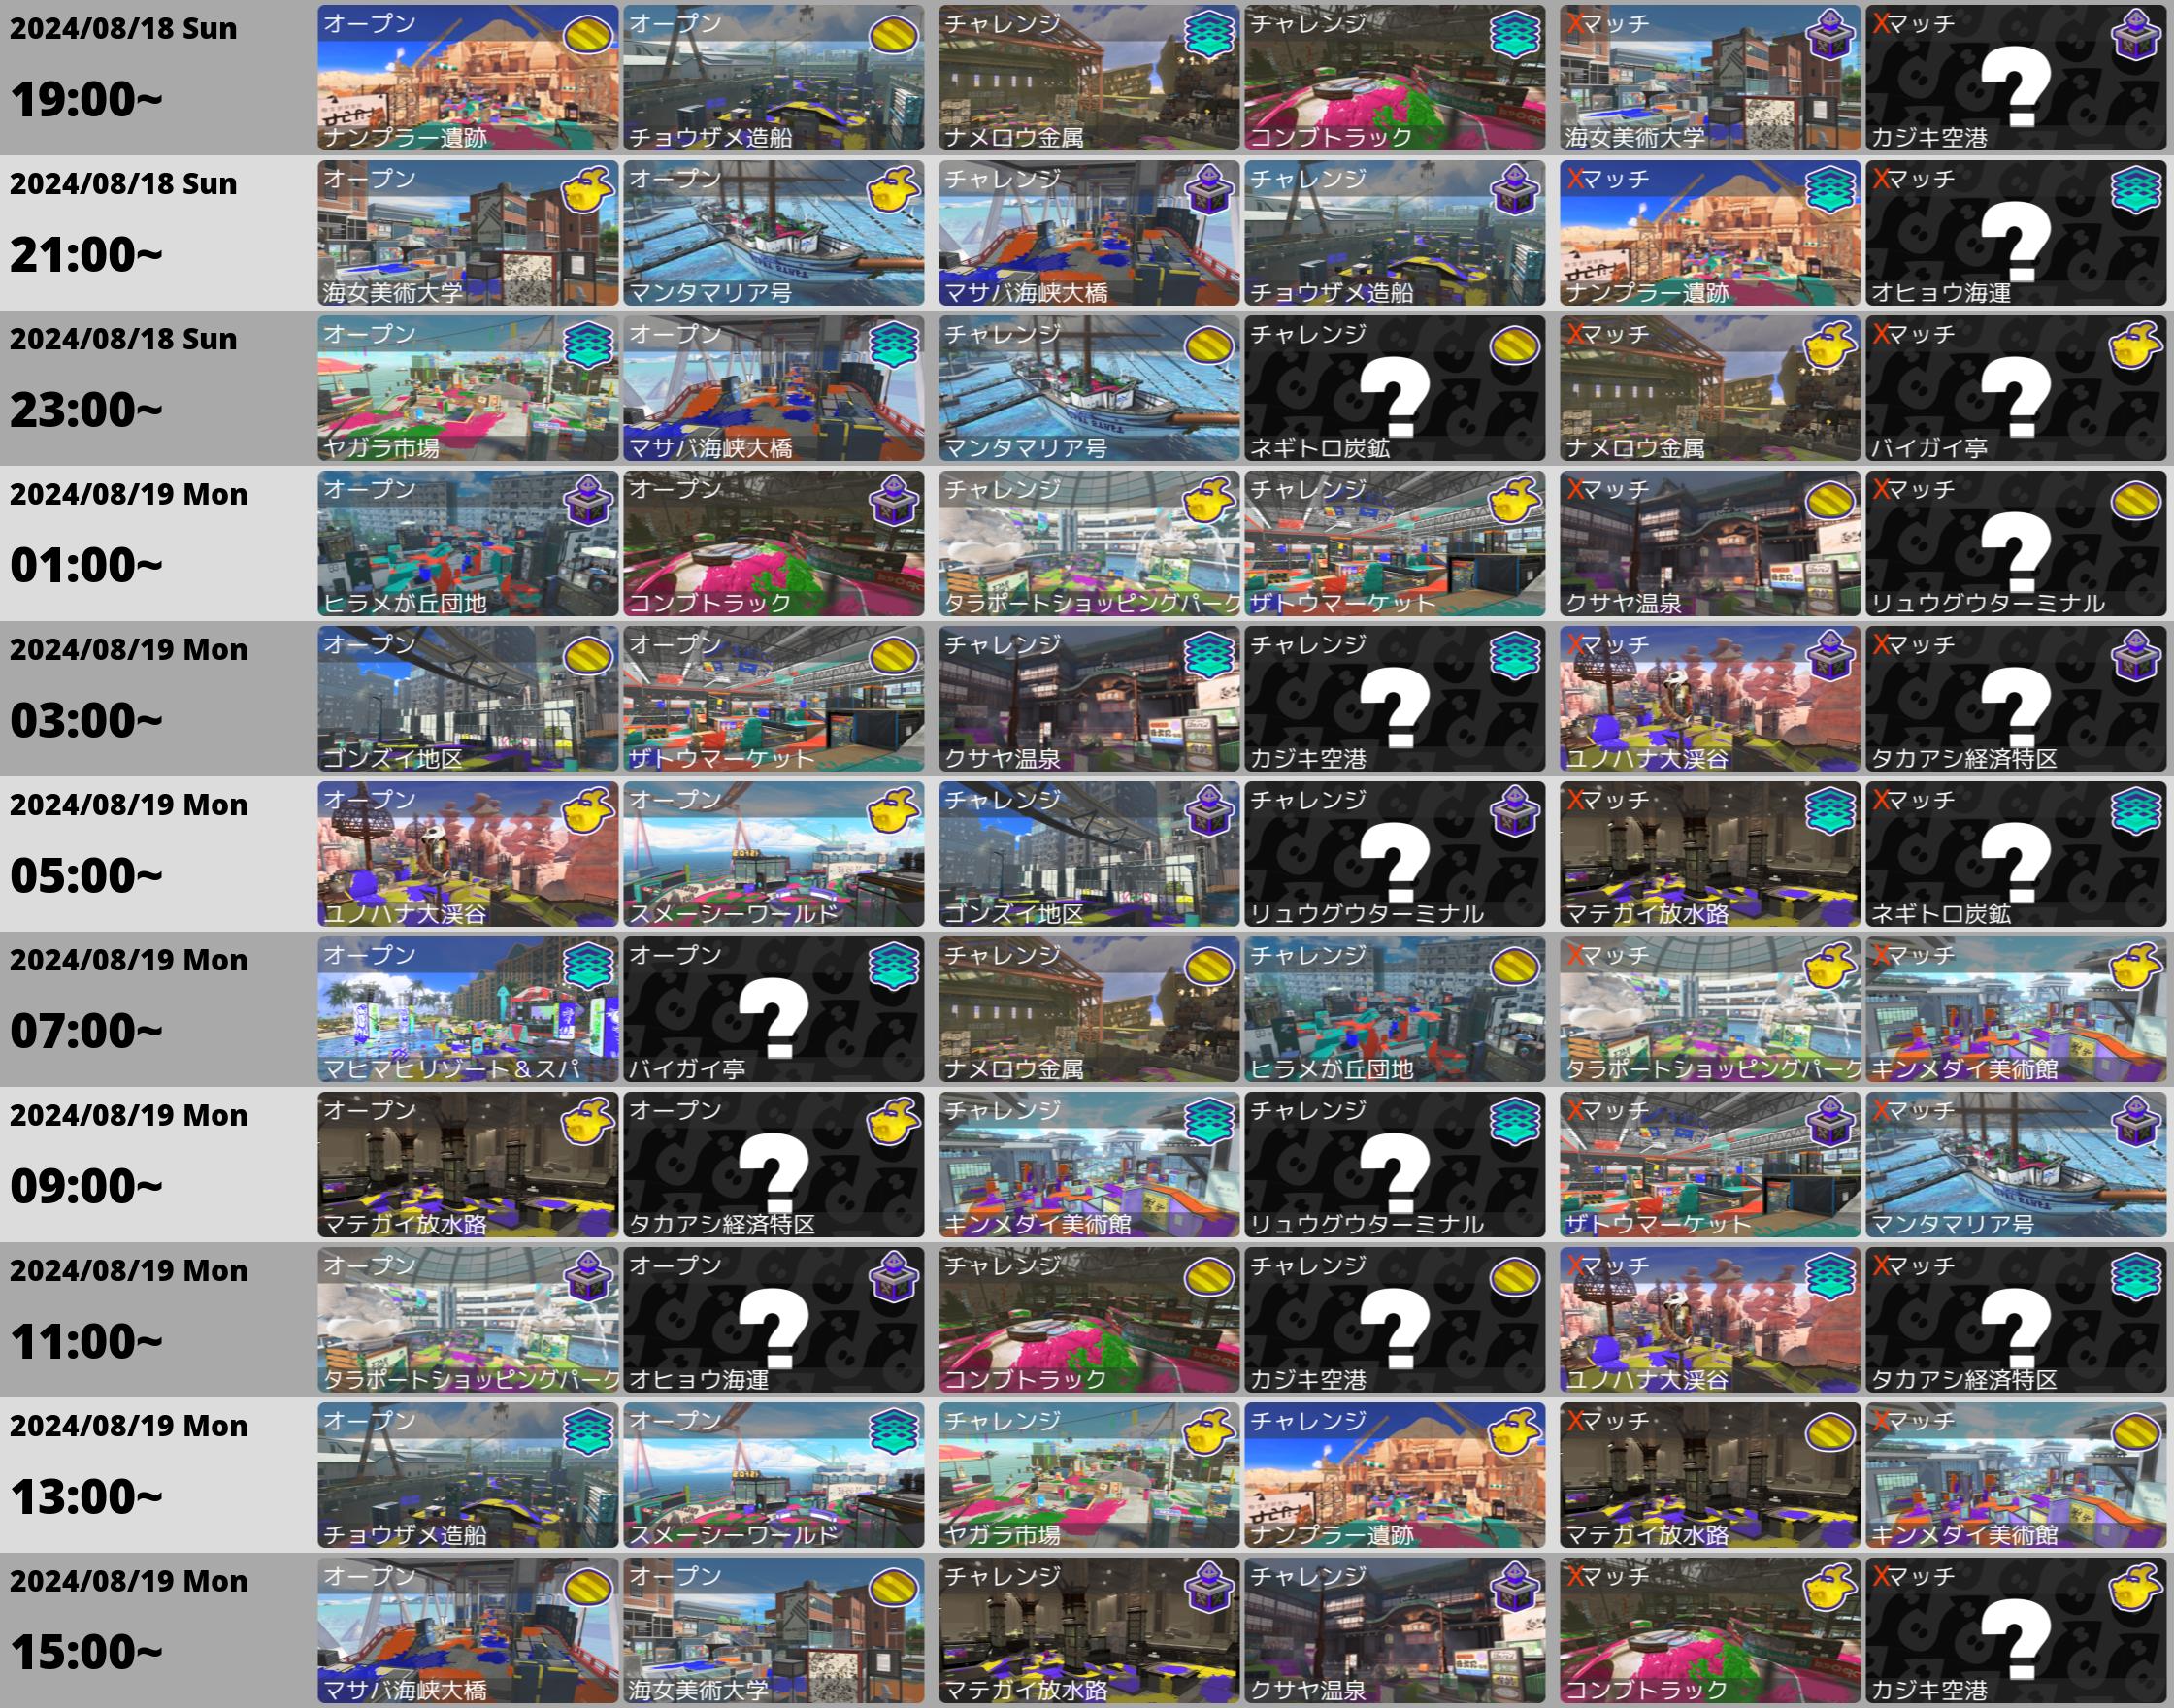 2024/08/18 Sun
19:00~
オープン
ナンプラー遺跡
オープン
チョウザメ造船
チャレンジ
ナメロウ金属
チャレンジ
コンブトラック
Xマッチ
海女美術大学
Xマッチ
?
カジキ空港
2024/08/18 Sun
21:00~
オープン
海女美術大学
オープン
マンタマリア号
チャレンジ
マサバ海峡大橋
チャレンジ
チョウザメ造船
Xマッチ
ナンプラー遺跡
Xマッチ
?
オヒョウ海運
2024/08/18 Sun
23:00~
オープン
ヤガラ市場
オープン
マサバ海峡大橋
チャレンジ
マンタマリア号
チャレンジ
?
ネギトロ炭鉱
Xマッチ
ナメロウ金属
Xマッチ
?
バイガイ亭
2024/08/19 Mon
01:00~
オープン
ヒラメが丘団地
オープン
コンブトラック
チャレンジ
タラポートショッピングパーク
チャレンジ
ザトウマーケット
Xマッチ
クサヤ温泉
Xマッチ
?
リュウグウターミナル
2024/08/19 Mon
03:00~
オープン
ゴンズイ地区
オープン
ザトウマーケット
チャレンジ
クサヤ温泉
チャレンジ
?
カジキ空港
Xマッチ
ユノハナ大渓谷
Xマッチ
?
タカアシ経済特区
2024/08/19 Mon
05:00~
オープン
ユノハナ大渓谷
オープン
スメーシーワールド
チャレンジ
ゴンズイ地区
チャレンジ
?
リュウグウターミナル
Xマッチ
マテガイ放水路
Xマッチ
?
ネギトロ炭鉱
2024/08/19 Mon
07:00~
オープン
マヒマヒリゾート＆スパ
オープン
?
バイガイ亭
チャレンジ
ナメロウ金属
チャレンジ
ヒラメが丘団地
Xマッチ
タラポートショッピングパーク
Xマッチ
キンメダイ美術館
2024/08/19 Mon
09:00~
オープン
マテガイ放水路
オープン
?
タカアシ経済特区
チャレンジ
キンメダイ美術館
チャレンジ
?
リュウグウターミナル
Xマッチ
ザトウマーケット
Xマッチ
マンタマリア号
2024/08/19 Mon
11:00~
オープン
タラポートショッピングパーク
オープン
?
オヒョウ海運
チャレンジ
コンブトラック
チャレンジ
?
カジキ空港
Xマッチ
ユノハナ大渓谷
Xマッチ
?
タカアシ経済特区
2024/08/19 Mon
13:00~
オープン
チョウザメ造船
オープン
スメーシーワールド
チャレンジ
ヤガラ市場
チャレンジ
ナンプラー遺跡
Xマッチ
マテガイ放水路
Xマッチ
キンメダイ美術館
2024/08/19 Mon
15:00~
オープン
マサバ海峡大橋
オープン
海女美術大学
チャレンジ
マテガイ放水路
チャレンジ
クサヤ温泉
Xマッチ
コンブトラック
Xマッチ
?
カジキ空港